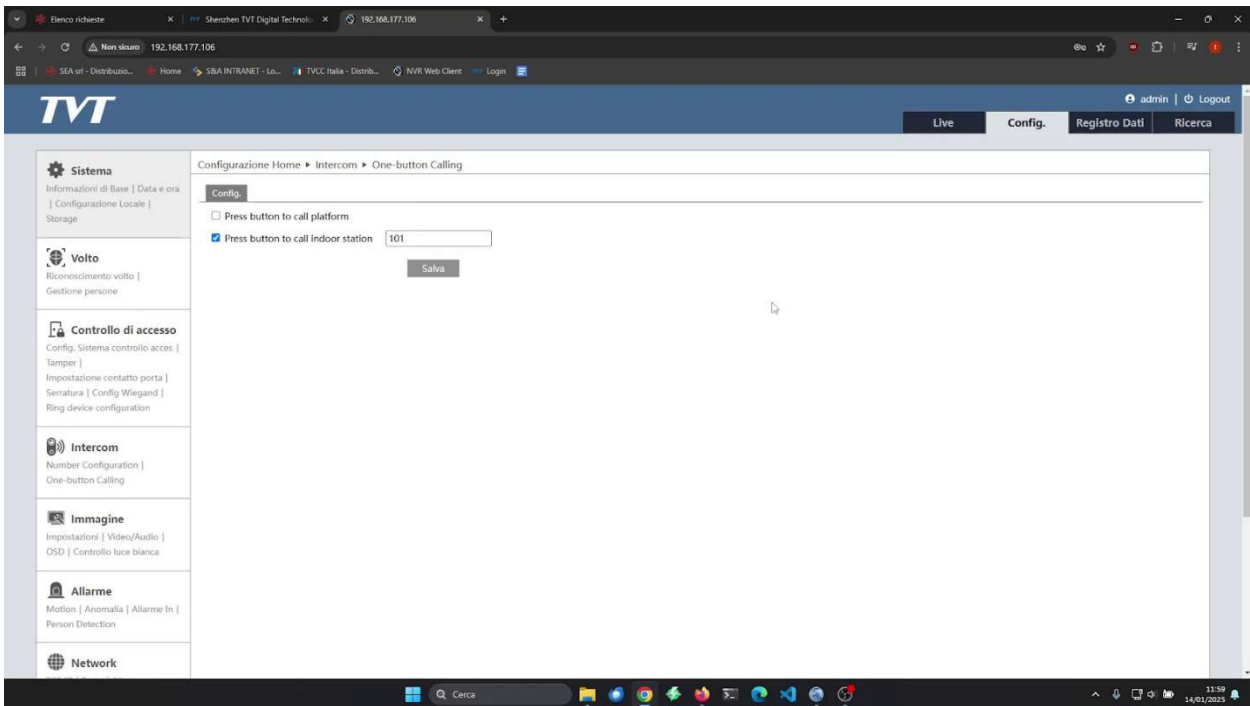 Elenco richieste
Shenzhen TVT Digital Technolo
192.168.177.106
Non sicuro 192.168.177.106
SEA srl - Distribuzio...
Home
S&A INTRANET - Lo...
TVCC Italia - Distrib...
NVR Web Client
Login
TVT
admin | Logout
Live
Config.
Registro Dati
Ricerca
Sistema
Informazioni di Base | Data e ora
| Configurazione Locale |
Storage
Volto
Riconoscimento volto |
Gestione persone
Controllo di accesso
Config. Sistema controllo acces |
Tamper |
Impostazione contatto porta |
Serratura | Config Wiegand |
Ring device configuration
Intercom
Number Configuration |
One-button Calling
Immagine
Impostazioni | Video/Audio |
OSD | Controllo luce bianca
Allarme
Motion | Anomalia | Allarme In |
Person Detection
Network
Configurazione Home ▸ Intercom ▸ One-button Calling
Config.
Press button to call platform
Press button to call indoor station 101
Salva
Cerca
11:59
14/01/2025